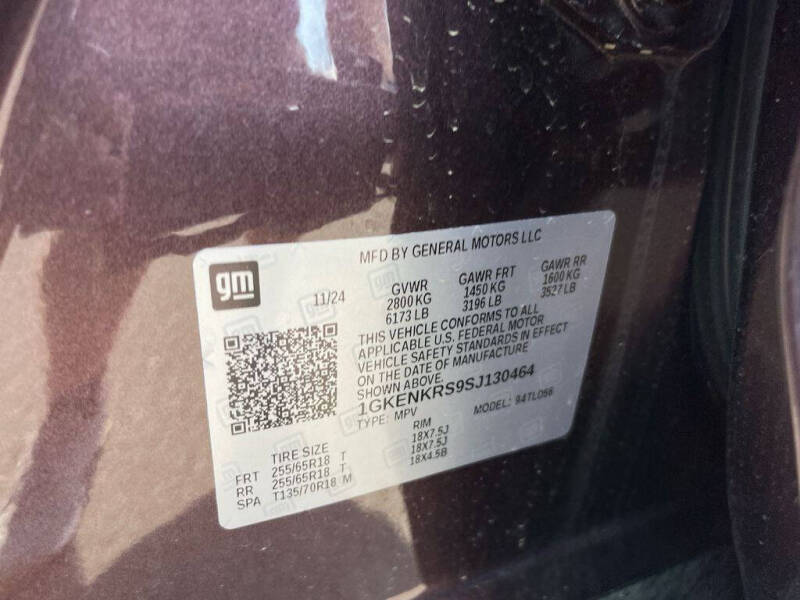 MFD BY GENERAL MOTORS LLC
gm
11/24
GVWR GAWR FRT GAWR RR
2800 KG 1450 KG 1600 KG
6173 LB 3196 LB 3527 LB
THIS VEHICLE CONFORMS TO ALL
APPLICABLE U.S. FEDERAL MOTOR
VEHICLE SAFETY STANDARDS IN EFFECT
ON THE DATE OF MANUFACTURE
SHOWN ABOVE.
1GKENKRS9SJ130464
TYPE: MPV MODEL: 94TLO56
TIRE SIZE RIM
FRT 255/65R18 T 18X7.5J
RR 255/65R18 T 18X7.5J
SPA T135/70R18 M 18X4.5B